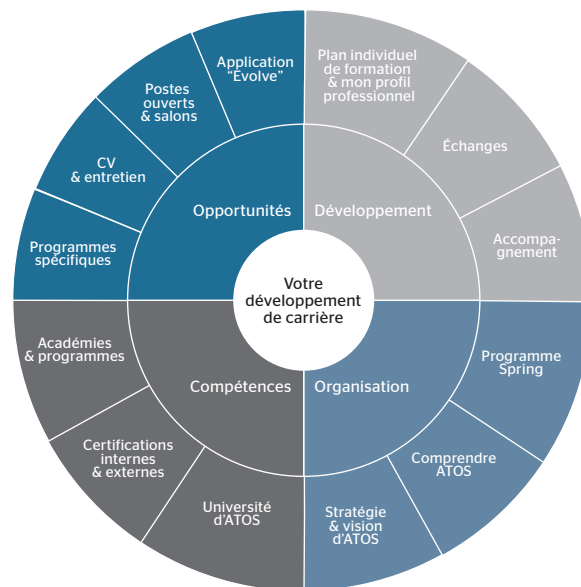 Application
“Evolve”
Plan individuel
de formation
& mon profil
professionnel
Postes
ouverts
& salons
Échanges
CV
& entretien
Opportunités
Développement
Programmes
spécifiques
Accompa-
gnement
Votre
développement
de carrière
Académies
& programmes
Programme
Spring
Compétences
Organisation
Certifications
internes
& externes
Comprendre
ATOS
Université
d'ATOS
Stratégie
& vision
d'ATOS